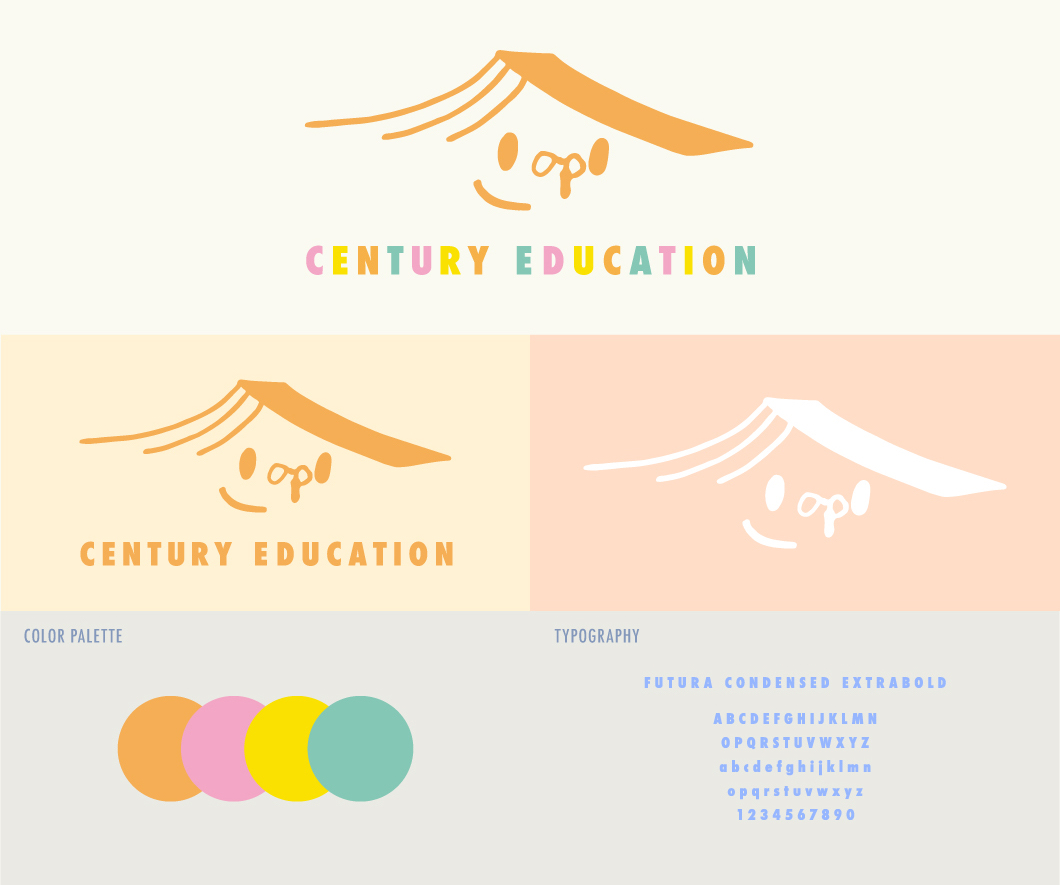 CENTURY EDUCATION
CENTURY EDUCATION
COLOR PALETTE
TYPOGRAPHY
FUTURA CONDENSED EXTRABOLD
ABCDEFGHIJKLMN
OPQRSTUVWXYZ
abcdefghijklmn
opqrstuvwxyz
1234567890